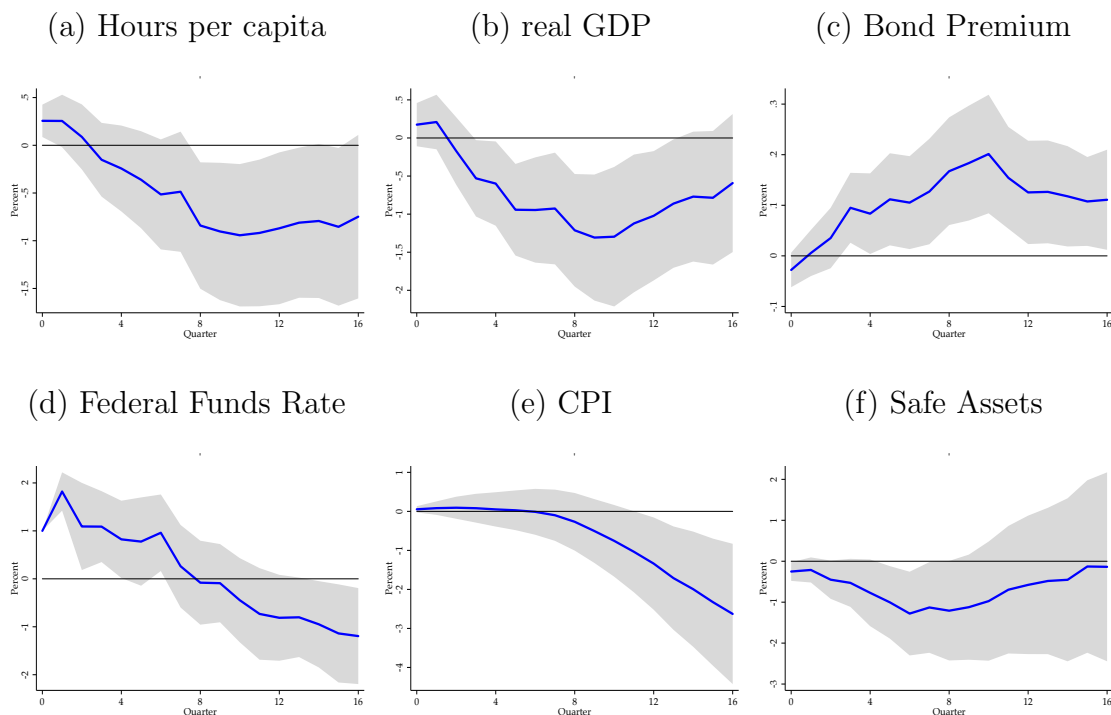 (a) Hours per capita
(b) real GDP
(c) Bond Premium
Percent
.5
0
-.5
-1
-1.5
0 4 8 12 16
Quarter
Percent
.5
0
-.5
-1
-1.5
-2
0 4 8 12 16
Quarter
Percent
.3
.2
.1
0
-.1
0 4 8 12 16
Quarter
(d) Federal Funds Rate
(e) CPI
(f) Safe Assets
Percent
2
1
0
-1
-2
0 4 8 12 16
Quarter
Percent
1
0
-1
-2
-3
-4
0 4 8 12 16
Quarter
Percent
2
1
0
-1
-2
-3
0 4 8 12 16
Quarter